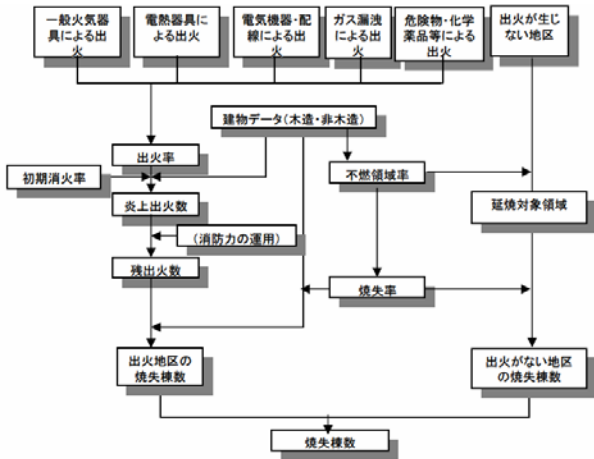 一般火気器
具による出
火
電熱器具に
よる出火
電気機器・配
線による出
火
ガス漏洩
による出
火
危険物・化学
薬品等による
出火
出火が生じ
ない地区
建物データ(木造・非木造)
出火率
初期消火率
不燃領域率
炎上出火数
延焼対象領域
(消防力の運用)
残出火数
焼失率
出火地区の
焼失棟数
出火がない地区
の焼失棟数
焼失棟数